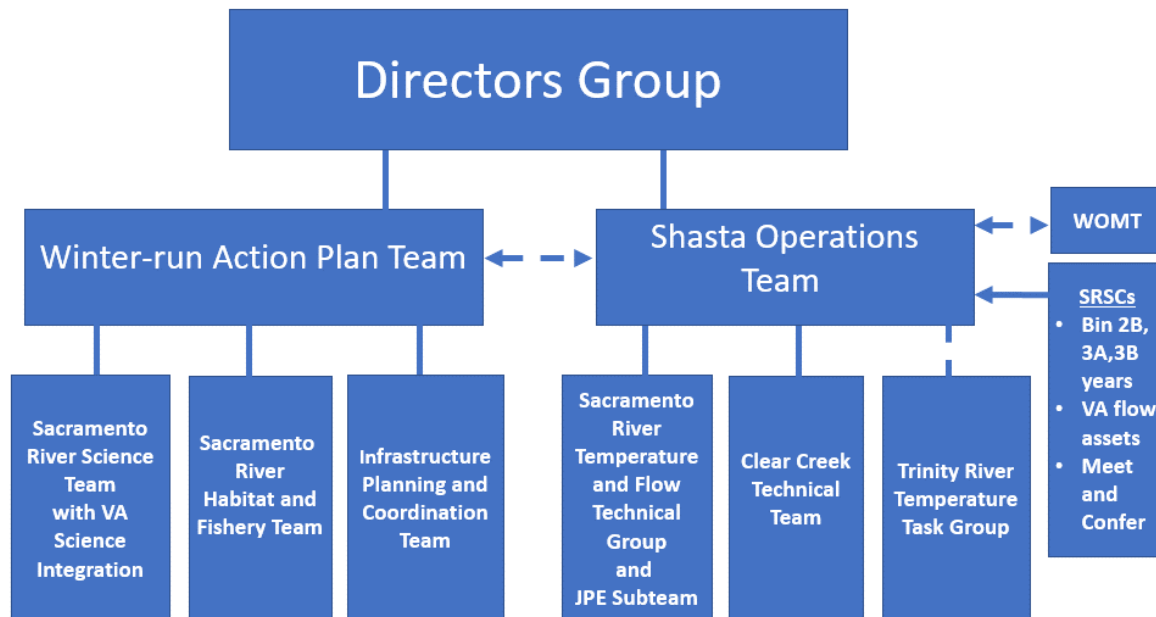 Directors Group
Winter-run Action Plan Team
Shasta Operations
Team
WOMT
SRSCs
• Bin 2B,
3A,3B
years
• VA flow
assets
• Meet
and
Confer
Sacramento
River Science
Team
with VA
Science
Integration
Sacramento
River
Habitat and
Fishery Team
Infrastructure
Planning and
Coordination
Team
Sacramento
River
Temperature
and Flow
Technical
Group
and
JPE Subteam
Clear Creek
Technical
Team
Trinity River
Temperature
Task Group